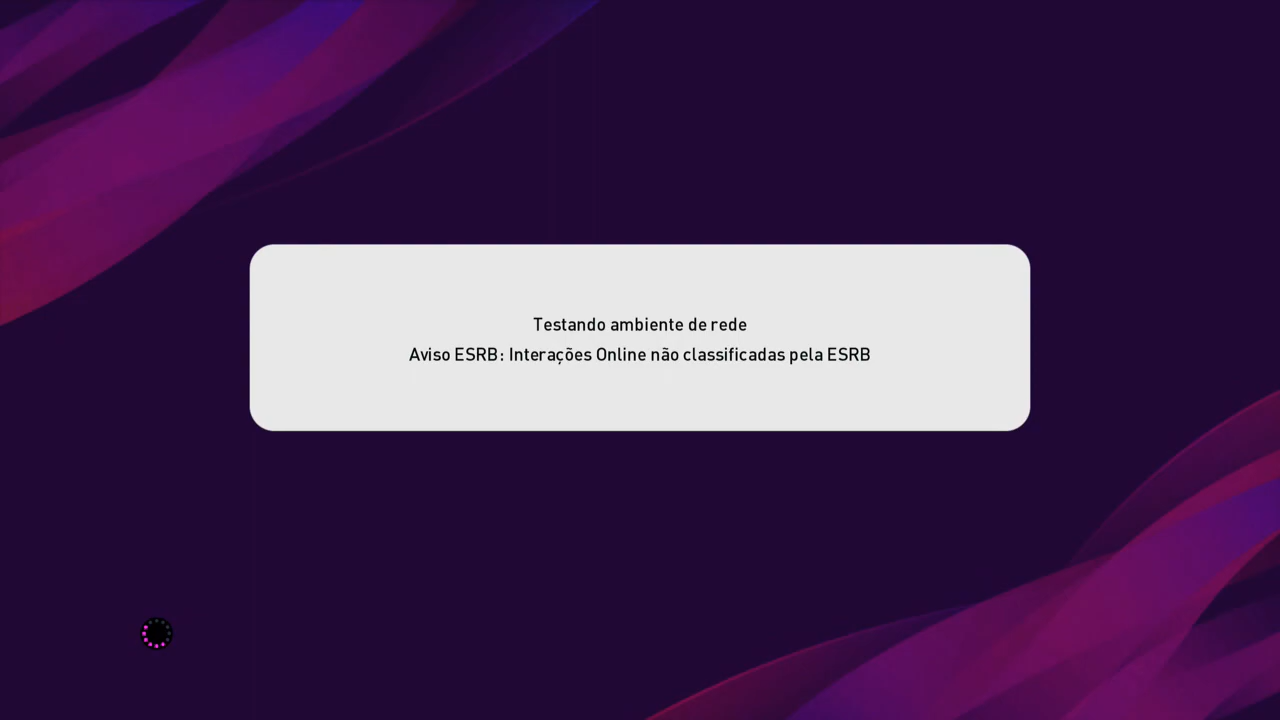 Testando ambiente de rede
Aviso ESRB: Interações Online não classificadas pela ESRB